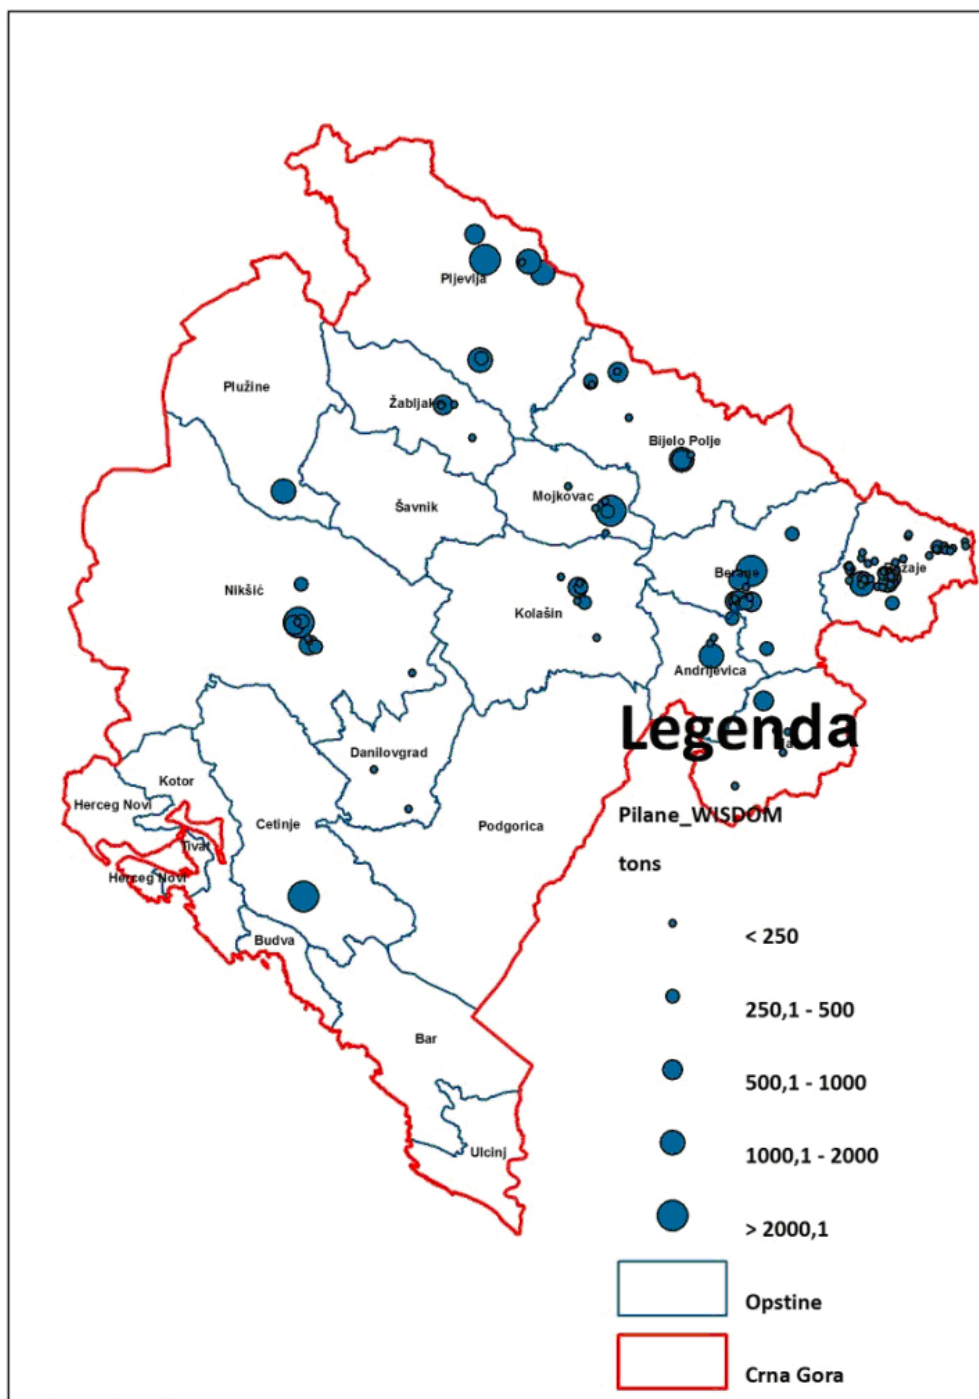 Pljevlja
Plužine
Žabljak
Bijelo Polje
Šavnik
Mojkovac
Nikšić
Kolašin
Berane
Andrijevica
Legenda
Danilovgrad
Kotor
Herceg Novi
Cetinje
Podgorica
Pilane_WISDOM
Tivat
tons
Herceg Novi
Budva
< 250
250,1 - 500
Bar
500,1 - 1000
Ulcinj
1000,1 - 2000
> 2000,1
Opstine
Crna Gora